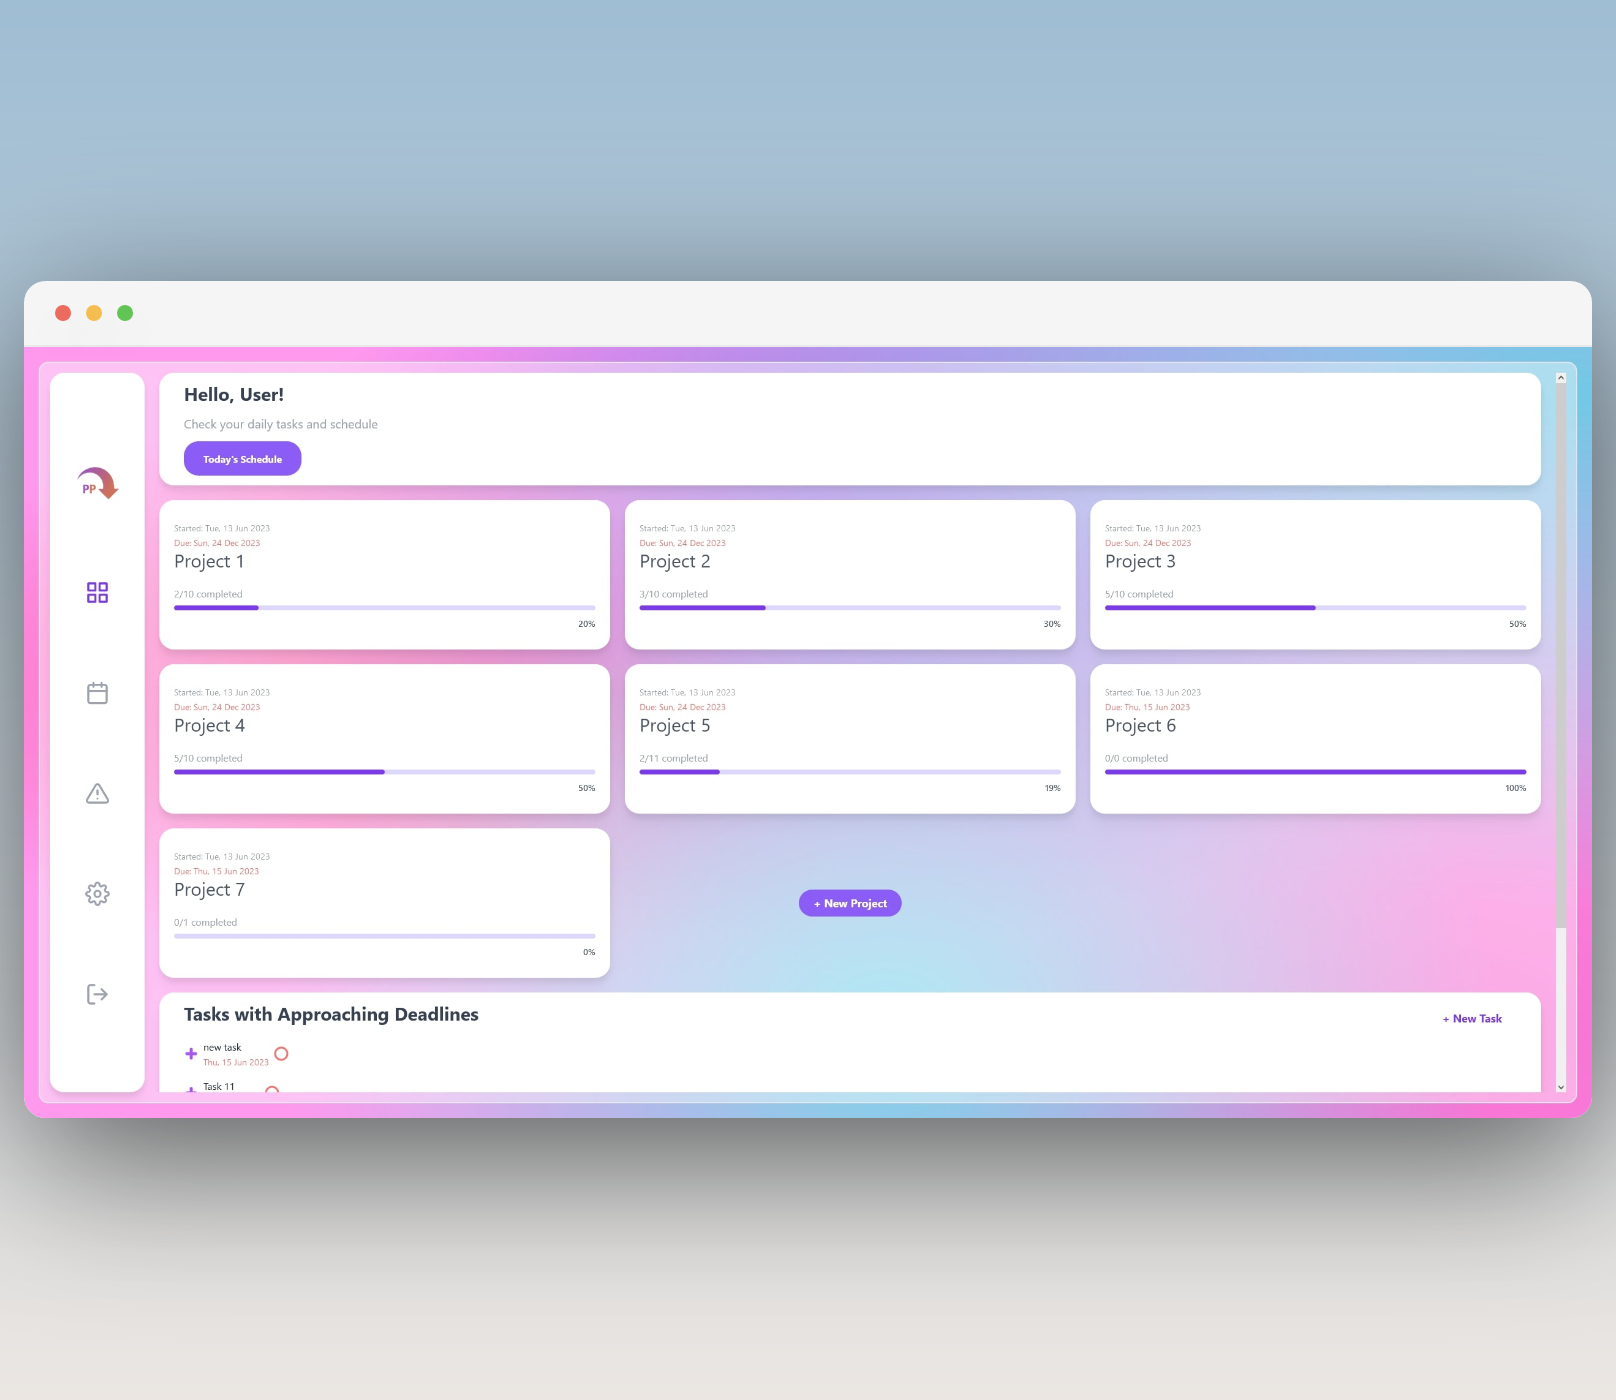 Hello, User!
Check your daily tasks and schedule
Today's Schedule
PP
Started: Tue, 13 Jun 2023
Due: Sun, 24 Dec 2023
Project 1
2/10 completed
20%
Started: Tue, 13 Jun 2023
Due: Sun, 24 Dec 2023
Project 2
3/10 completed
30%
Started: Tue, 13 Jun 2023
Due: Sun, 24 Dec 2023
Project 3
5/10 completed
50%
Started: Tue, 13 Jun 2023
Due: Sun, 24 Dec 2023
Project 4
5/10 completed
50%
Started: Tue, 13 Jun 2023
Due: Sun, 24 Dec 2023
Project 5
2/11 completed
19%
Started: Tue, 13 Jun 2023
Due: Thu, 15 Jun 2023
Project 6
0/0 completed
100%
Started: Tue, 13 Jun 2023
Due: Thu, 15 Jun 2023
Project 7
0/1 completed
0%
+ New Project
Tasks with Approaching Deadlines
+ New Task
new task
Thu, 15 Jun 2023
Task 11